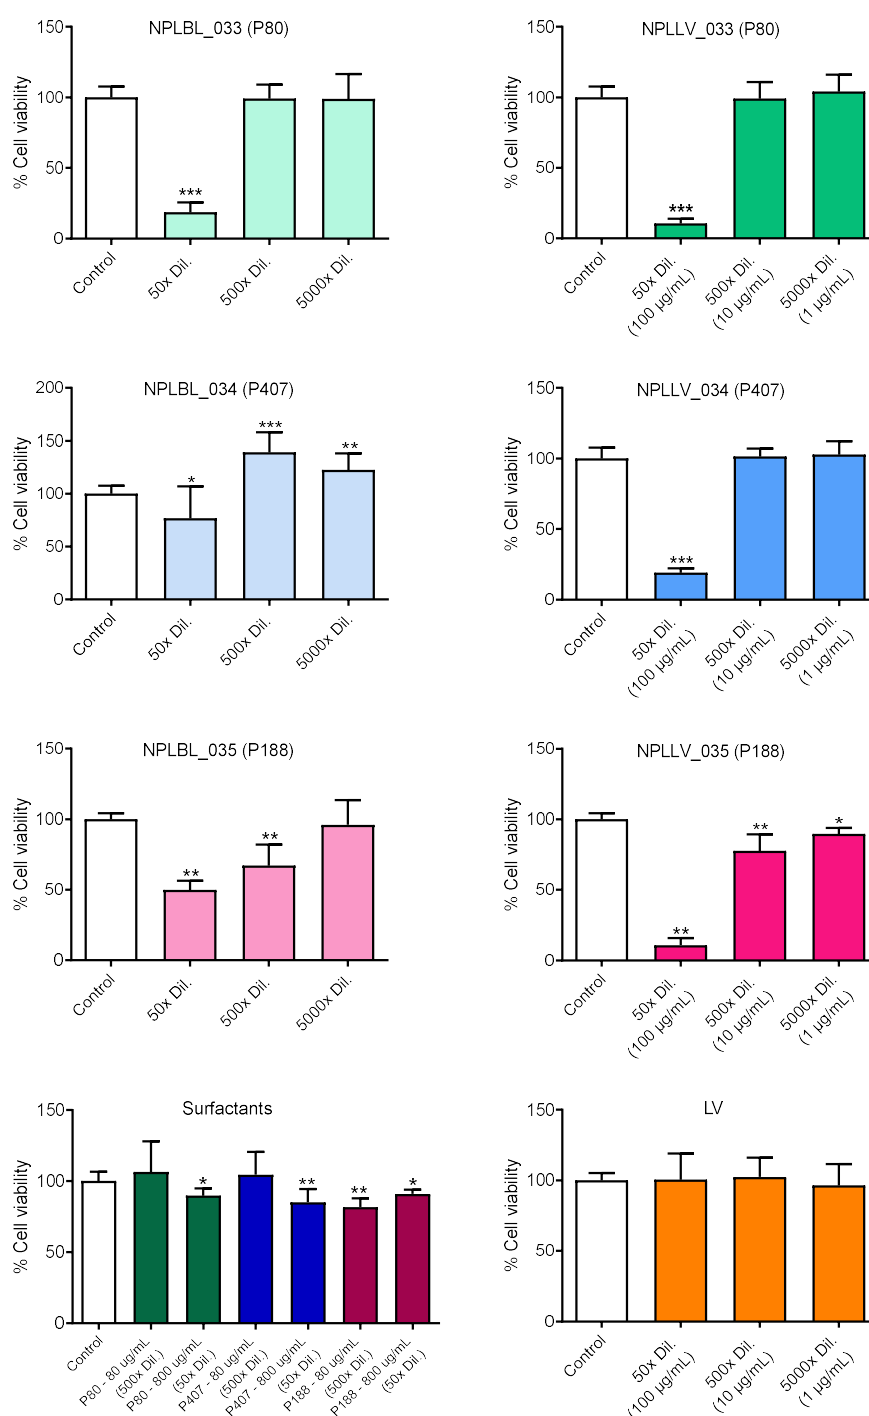 NPLBL_033 (P80)
% Cell viability
150
100
50
0
***
Control
50x Dil.
500x Dil.
5000x Dil.
NPLLV_033 (P80)
% Cell viability
150
100
50
0
***
Control
50x Dil.
(100 µg/mL)
500x Dil.
(10 µg/mL)
5000x Dil.
(1 µg/mL)
NPLBL_034 (P407)
% Cell viability
200
150
100
50
0
*
***
**
Control
50x Dil.
500x Dil.
5000x Dil.
NPLLV_034 (P407)
% Cell viability
150
100
50
0
***
Control
50x Dil.
(100 µg/mL)
500x Dil.
(10 µg/mL)
5000x Dil.
(1 µg/mL)
NPLBL_035 (P188)
% Cell viability
150
100
50
0
**
**
Control
50x Dil.
500x Dil.
5000x Dil.
NPLLV_035 (P188)
% Cell viability
150
100
50
0
**
**
*
Control
50x Dil.
(100 µg/mL)
500x Dil.
(10 µg/mL)
5000x Dil.
(1 µg/mL)
Surfactants
% Cell viability
150
100
50
0
*
**
**
*
Control
P80 - 80 ug/mL
(500x Dil.)
P80 - 800 ug/mL
(50x Dil.)
P407 - 80 ug/mL
(500x Dil.)
P407 - 800 ug/mL
(50x Dil.)
P188 - 80 ug/mL
(500x Dil.)
P188 - 800 ug/mL
(50x Dil.)
LV
% Cell viability
150
100
50
0
Control
50x Dil.
(100 µg/mL)
500x Dil.
(10 µg/mL)
5000x Dil.
(1 µg/mL)